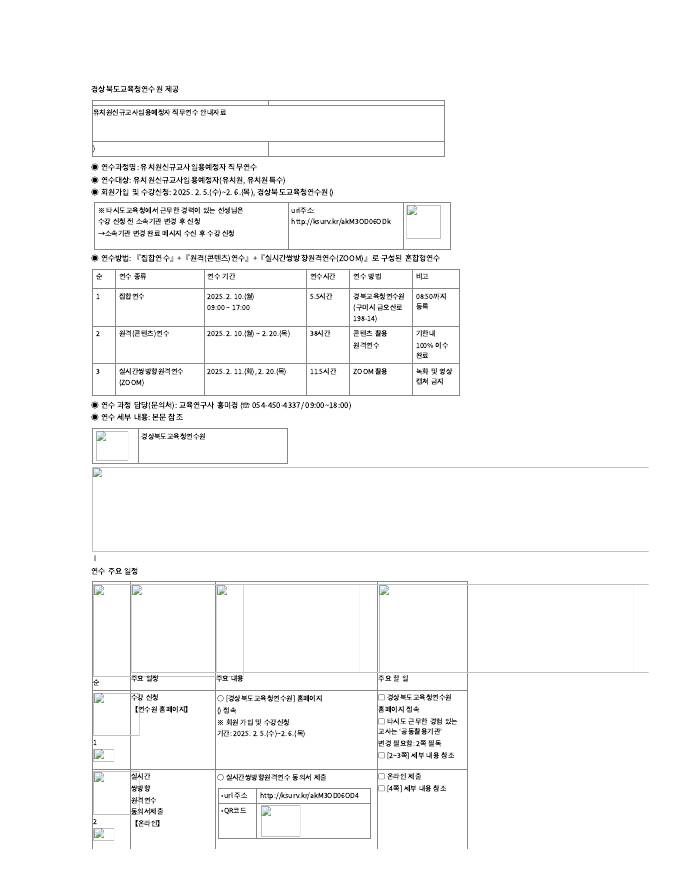 경상북도교육청연수원 제공
유치원신규교사임용예정자 직무연수 안내자료
)
◉ 연수과정명: 유치원신규교사임용예정자 직무연수
◉ 연수대상: 유치원신규교사임용예정자(유치원, 유치원특수)
◉ 회원가입 및 수강신청: 2025. 2. 5.(수)~2. 6.(목), 경상북도교육청연수원 ()
※ 타시도교육청에서 근무한 경력이 있는 선생님은
수강 신청 전 소속기관 변경 후 신청
→소속기관 변경 완료 메시지 수신 후 수강 신청
url주소:
http://ksurv.kr/akM3OD06ODk
◉ 연수방법: 『집합연수』+『원격(콘텐츠)연수』+『실시간쌍방향원격연수(ZOOM)』로 구성된 혼합형연수
순 연수 종류 연수 기간 연수시간 연수 방법 비고
1 집합연수 2025. 2. 10.(월)
09:00 ~ 17:00
5.5시간 경북교육청연수원
(구미시 금오산로
198-14)
08:50까지
등록
2 원격(콘텐츠)연수 2025. 2. 10.(월) ~ 2. 20.(목) 38시간 콘텐츠 활용
원격연수
기한내
100% 이수
완료
3 실시간쌍방향원격연수
(ZOOM)
2025. 2. 11.(화), 2. 20.(목) 11.5시간 ZOOM 활용 녹화 및 영상
캡처 금지
◉ 연수 과정 담당(문의처): 교육연구사 홍미경 (☏ 054-450-4337 / 09:00~18:00)
◉ 연수 세부 내용: 본문 참조
경상북도교육청연수원
Ⅰ
연수 주요 일정
순 주요 일정 주요 내용 주요 할 일
1
수강 신청
【연수원 홈페이지】
○ [경상북도교육청연수원] 홈페이지
() 접속
※ 회원 가입 및 수강신청
기간: 2025. 2. 5.(수)~2. 6.(목)
□ 경상북도교육청연수원
홈페이지 접속
□ 타시도 근무한 경험 있는
교사는 '공동활용기관'
변경 필요함: 2쪽 필독
□ [2~3쪽] 세부 내용 참조
2
실시간
쌍방향
원격연수
동의서제출
【온라인】
○ 실시간쌍방향원격연수 동의서 제출
•url 주소 http://ksurv.kr/akM3OD06OD4
•QR코드
□ 온라인 제출
□ [4쪽] 세부 내용 참조